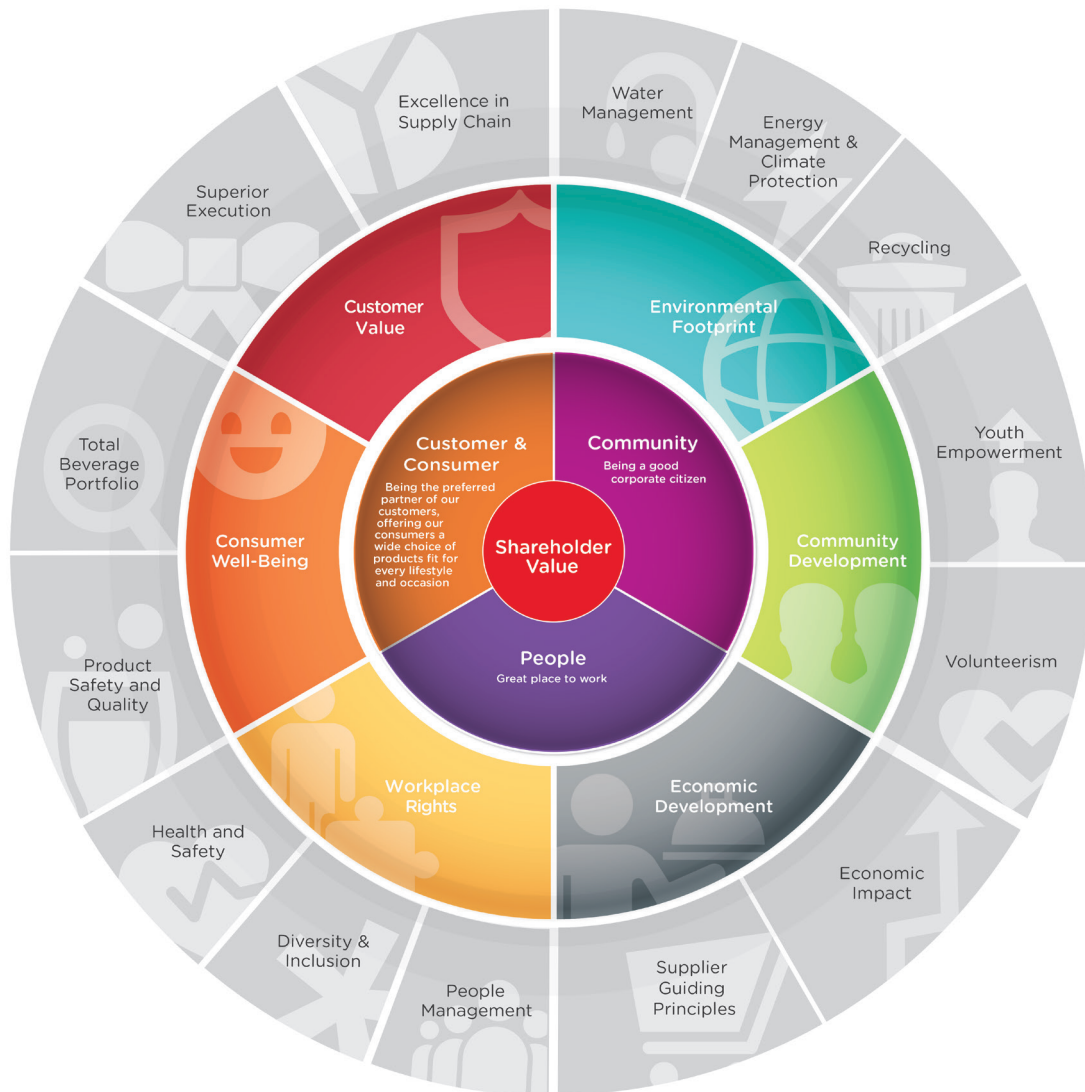 Excellence in
Supply Chain
Water
Management
Energy
Management &
Climate
Protection
Superior
Execution
Recycling
Customer
Value
Environmental
Footprint
Total
Beverage
Portfolio
Customer &
Consumer
Being the preferred
partner of our
customers,
offering our
consumers a
wide choice of
products fit for
every lifestyle
and occasion
Community
Being a good
corporate citizen
Youth
Empowerment
Consumer
Well-Being
Shareholder
Value
Community
Development
People
Great place to work
Product
Safety and
Quality
Volunteerism
Workplace
Rights
Economic
Development
Health and
Safety
Economic
Impact
Diversity &
Inclusion
People
Management
Supplier
Guiding
Principles